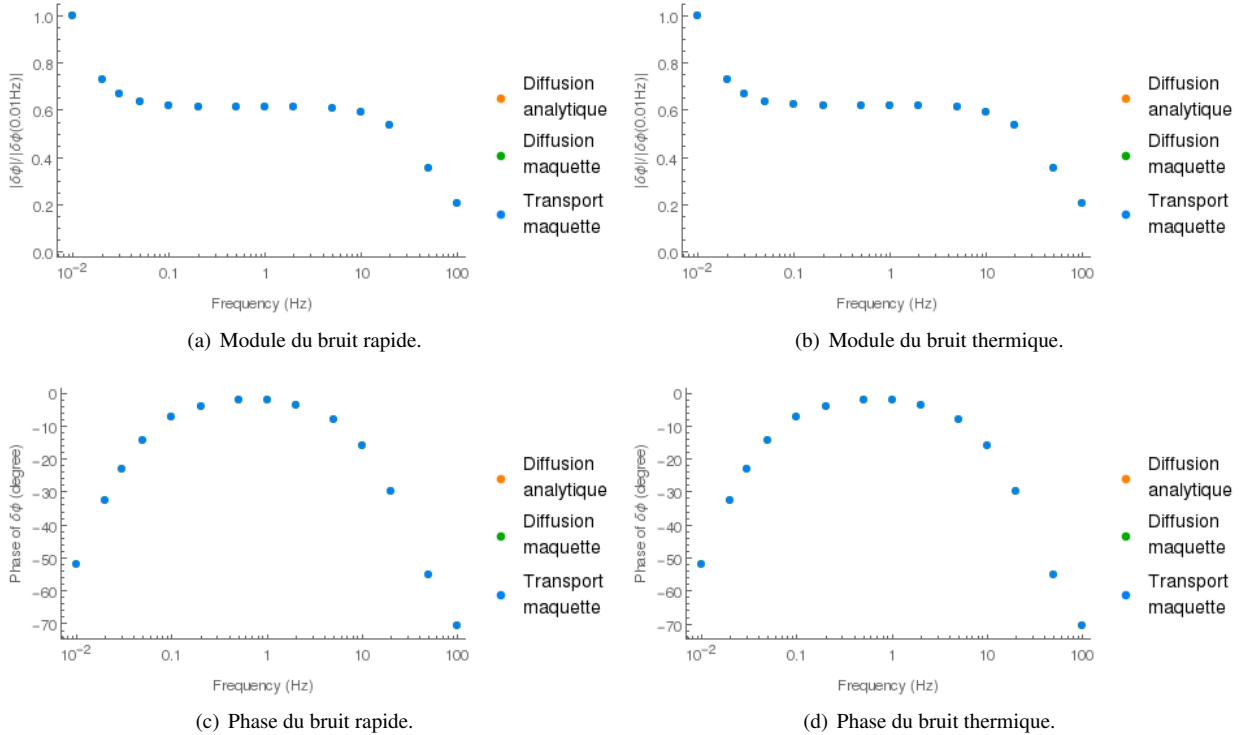 1.0
0.8
0.6
0.4
0.2
0.0
|δϕ|/|δϕ(0.01Hz)|
10⁻²
0.1
1
10
100
Frequency (Hz)
Diffusion
analytique
Diffusion
maquette
Transport
maquette
(a) Module du bruit rapide.
1.0
0.8
0.6
0.4
0.2
0.0
|δϕ|/|δϕ(0.01Hz)|
10⁻²
0.1
1
10
100
Frequency (Hz)
Diffusion
analytique
Diffusion
maquette
Transport
maquette
(b) Module du bruit thermique.
0
−10
−20
−30
−40
−50
−60
−70
Phase of δϕ (degree)
10⁻²
0.1
1
10
100
Frequency (Hz)
Diffusion
analytique
Diffusion
maquette
Transport
maquette
(c) Phase du bruit rapide.
0
−10
−20
−30
−40
−50
−60
−70
Phase of δϕ (degree)
10⁻²
0.1
1
10
100
Frequency (Hz)
Diffusion
analytique
Diffusion
maquette
Transport
maquette
(d) Phase du bruit thermique.